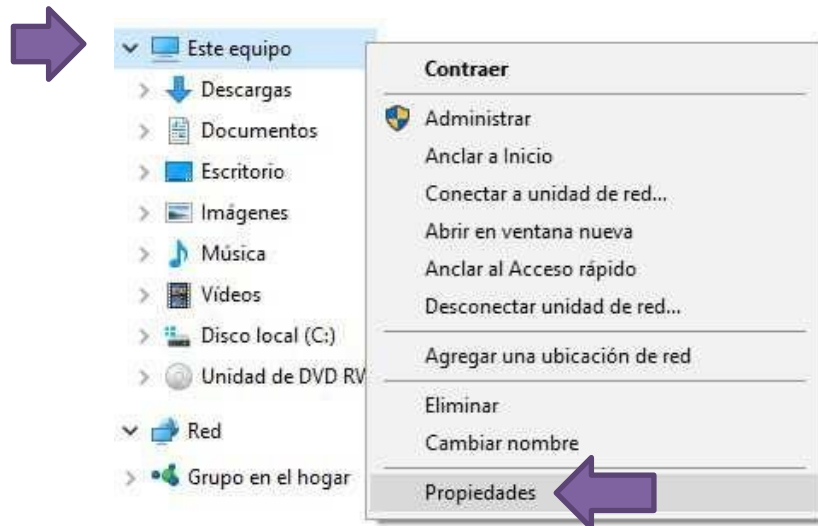 Este equipo
Descargas
Documentos
Escritorio
Imágenes
Música
Vídeos
Disco local (C:)
Unidad de DVD RW
Red
Grupo en el hogar
Contraer
Administrar
Anclar a Inicio
Conectar a unidad de red...
Abrir en ventana nueva
Anclar al Acceso rápido
Desconectar unidad de red...
Agregar una ubicación de red
Eliminar
Cambiar nombre
Propiedades